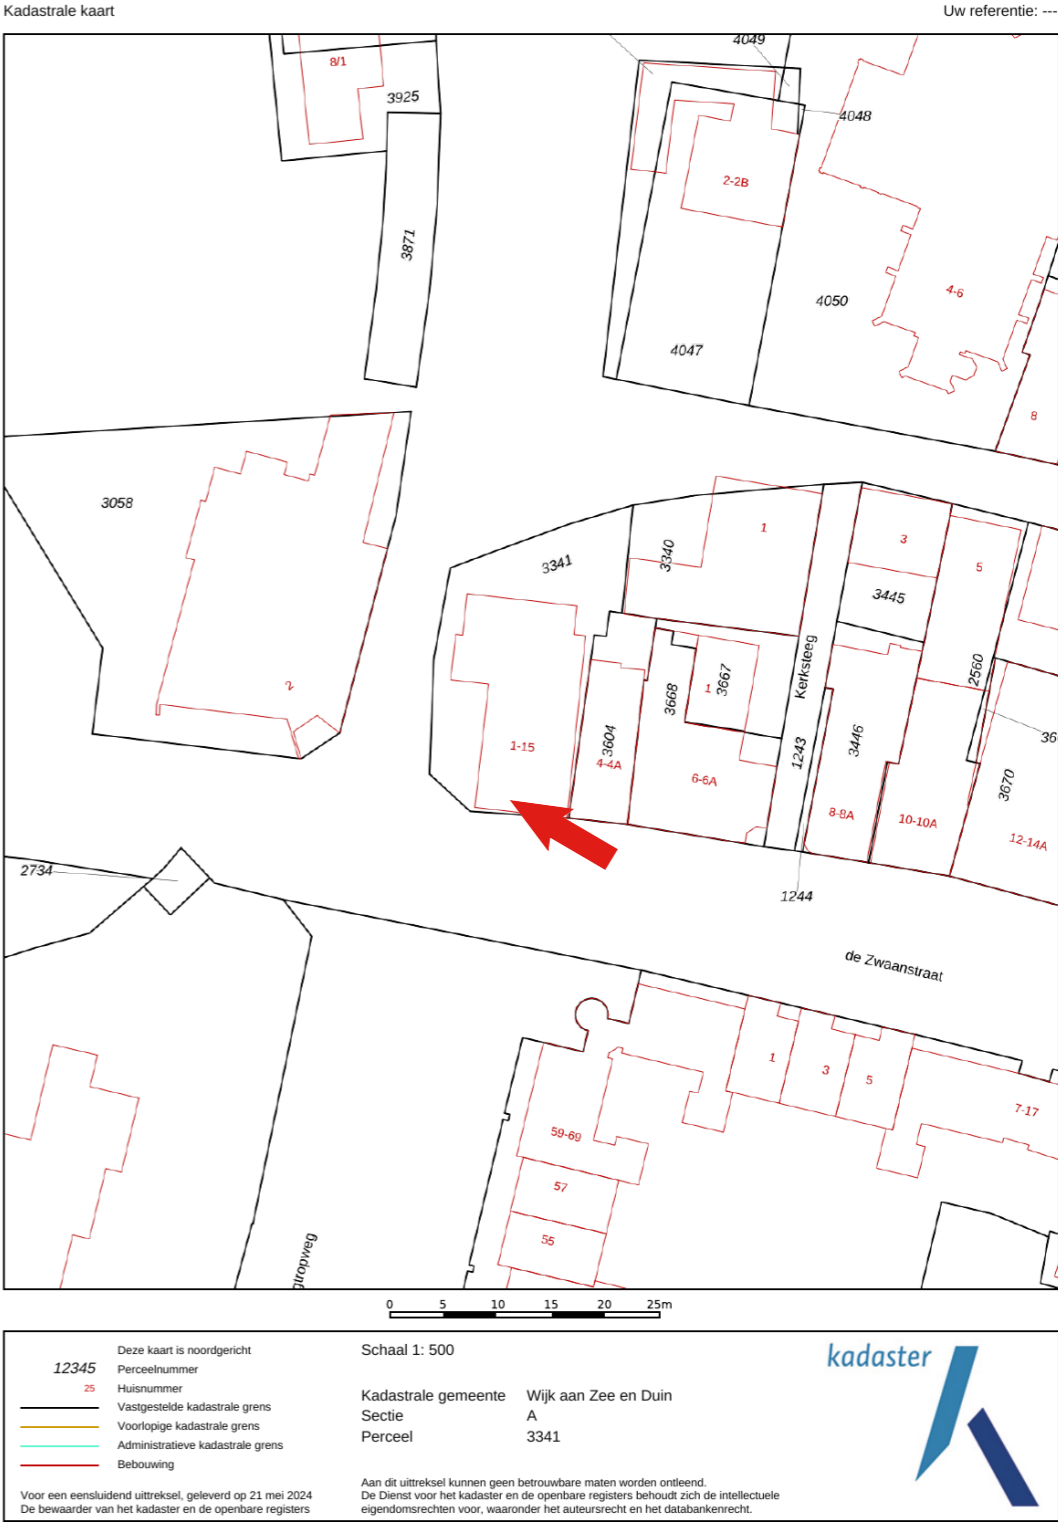 Kadastrale kaart
Uw referentie: ---
8/1
3925
4049
4048
2-2B
3871
4-6
4050
4047
8
3058
1
3
5
3341
3340
3445
Kerksteeg
2560
2
3668
1
3667
1-15
3604
4-4A
6-6A
1243
3446
36
3670
8-8A
10-10A
12-14A
2734
1244
de Zwaanstraat
1
3
5
7-17
59-69
57
55
gtropweg
0 5 10 15 20 25m
Deze kaart is noordgericht
12345 Perceelnummer
25 Huisnummer
Vastgestelde kadastrale grens
Voorlopige kadastrale grens
Administratieve kadastrale grens
Bebouwing
Voor een eensluidend uittreksel, geleverd op 21 mei 2024
De bewaarder van het kadaster en de openbare registers
Schaal 1: 500
Kadastrale gemeente Wijk aan Zee en Duin
Sectie A
Perceel 3341
Aan dit uittreksel kunnen geen betrouwbare maten worden ontleend.
De Dienst voor het kadaster en de openbare registers behoudt zich de intellectuele
eigendomsrechten voor, waaronder het auteursrecht en het databankenrecht.
kadaster